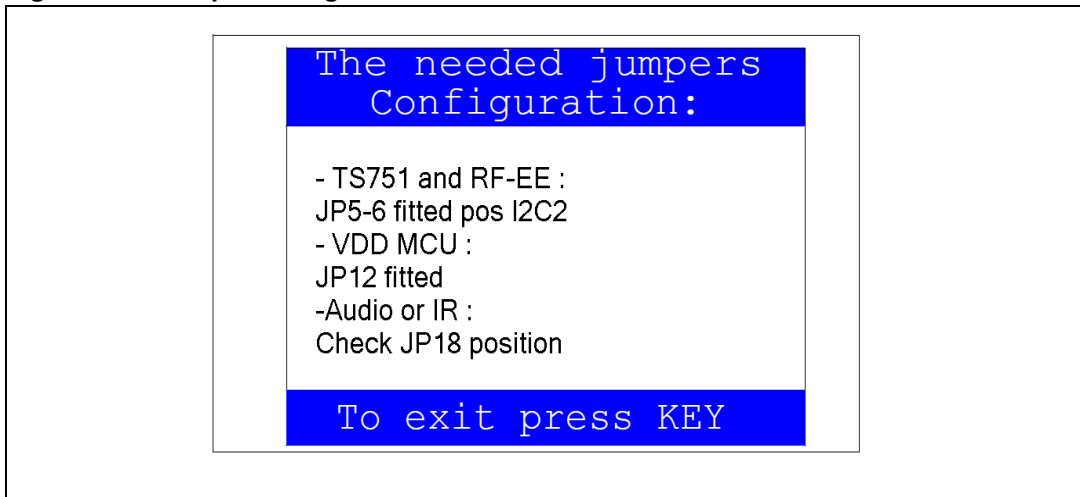 The needed jumpers
Configuration:
- TS751 and RF-EE :
JP5-6 fitted pos I2C2
- VDD MCU :
JP12 fitted
-Audio or IR :
Check JP18 position
To exit press KEY